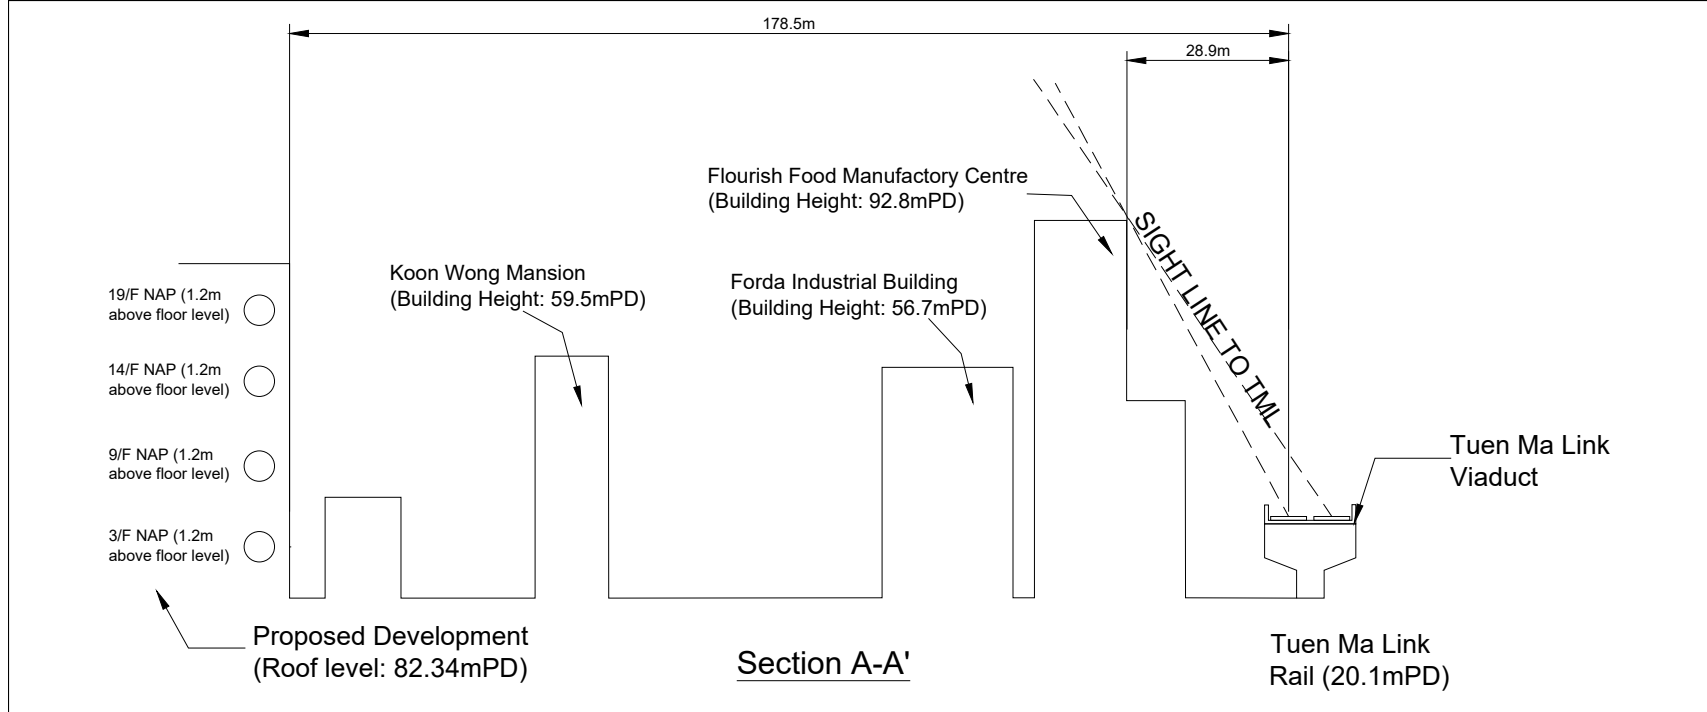 178.5m
28.9m
Flourish Food Manufactory Centre
(Building Height: 92.8mPD)
SIGHT LINE TO TML
Koon Wong Mansion
(Building Height: 59.5mPD)
Forda Industrial Building
(Building Height: 56.7mPD)
19/F NAP (1.2m
above floor level)
14/F NAP (1.2m
above floor level)
9/F NAP (1.2m
above floor level)
3/F NAP (1.2m
above floor level)
Tuen Ma Link
Viaduct
Proposed Development
(Roof level: 82.34mPD)
Section A-A'
Tuen Ma Link
Rail (20.1mPD)